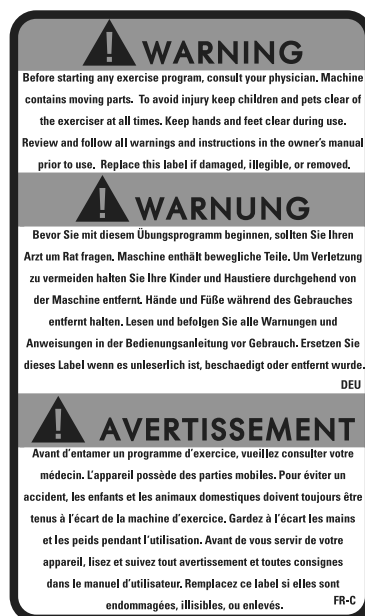 WARNING
Before starting any exercise program, consult your physician. Machine
contains moving parts. To avoid injury keep children and pets clear of
the exerciser at all times. Keep hands and feet clear during use.
Review and follow all warnings and instructions in the owner's manual
prior to use. Replace this label if damaged, illegible, or removed.
WARNUNG
Bevor Sie mit diesem Übungsprogramm beginnen, sollten Sie Ihren
Arzt um Rat fragen. Maschine enthält bewegliche Teile. Um Verletzung
zu vermeiden halten Sie Ihre Kinder und Haustiere durchgehend von
der Maschine entfernt. Hände und Füße während des Gebrauches
entfernt halten. Lesen und befolgen Sie alle Warnungen und
Anweisungen in der Bedienungsanleitung vor Gebrauch. Ersetzen Sie
dieses Label wenn es unleserlich ist, beschaedigt oder entfernt wurde.
DEU
AVERTISSEMENT
Avant d'entamer un programme d'exercice, vueillez consulter votre
médecin. L'appareil possède des parties mobiles. Pour éviter un
accident, les enfants et les animaux domestiques doivent toujours être
tenus à l'écart de la machine d'exercice. Gardez à l'écart les mains
et les peids pendant l'utilisation. Avant de vous servir de votre
appareil, lisez et suivez tout avertissement et toutes consignes
dans le manuel d'utilisateur. Remplacez ce label si elles sont
endommagées, illisibles, ou enlevés.
FR-C